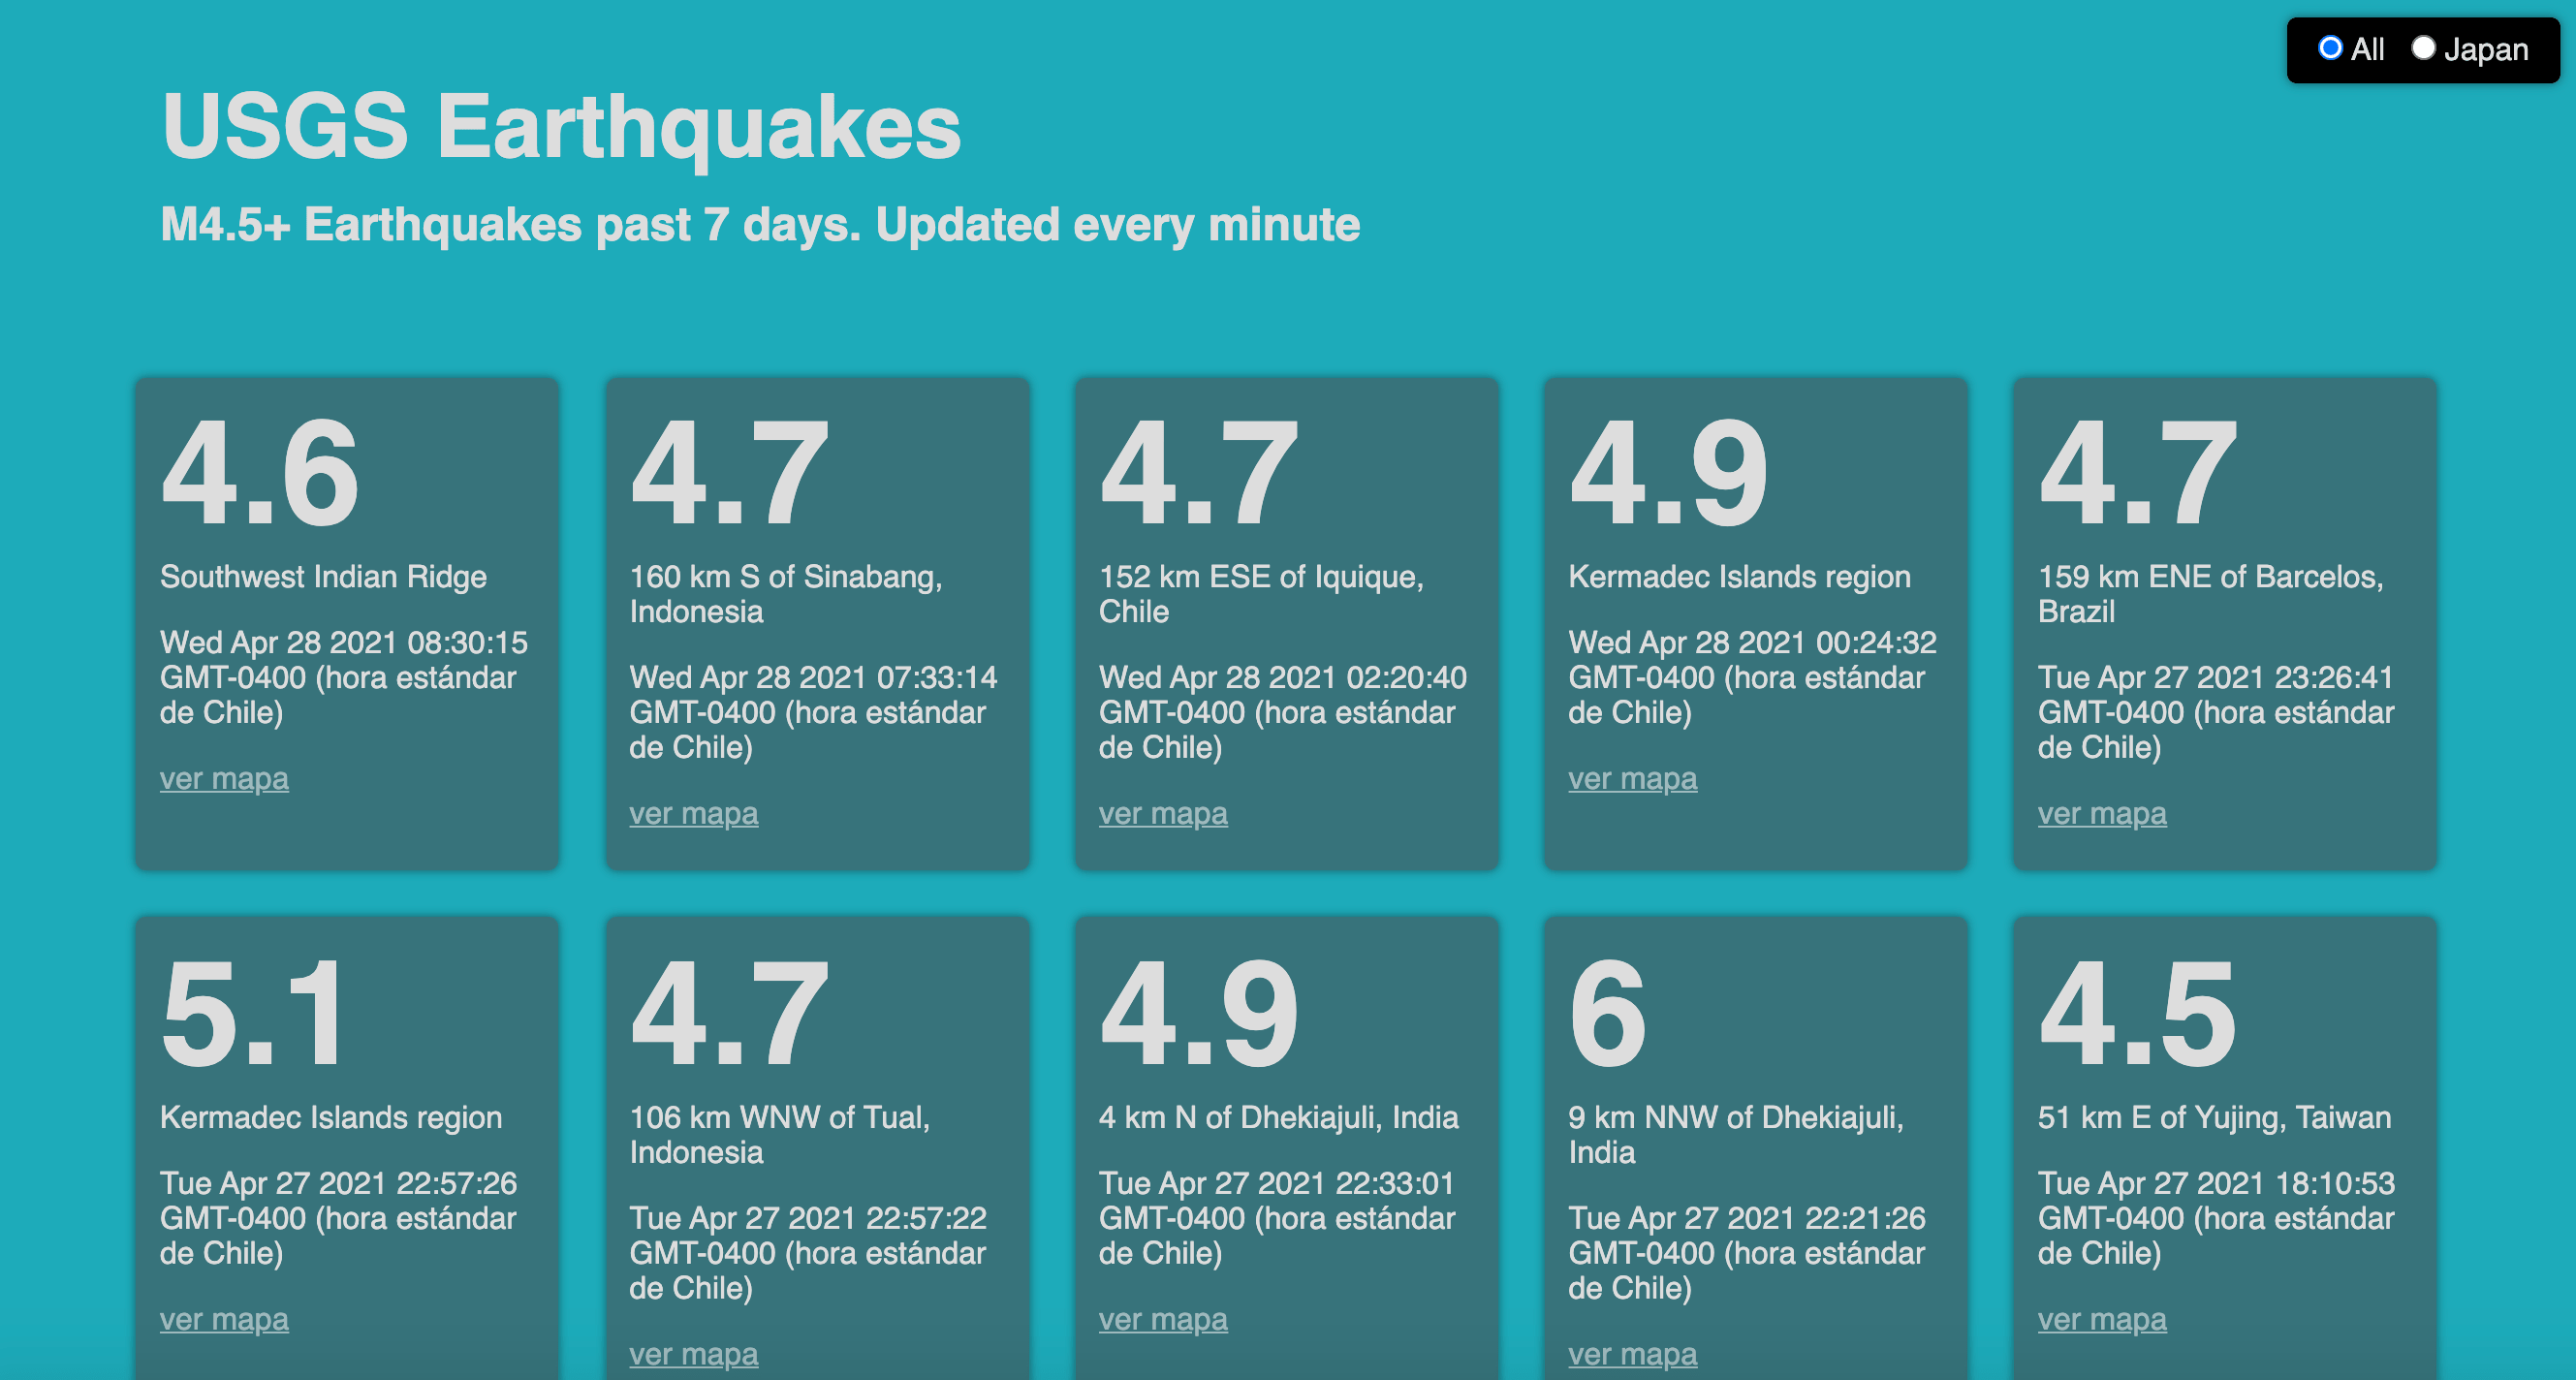 All Japan
USGS Earthquakes
M4.5+ Earthquakes past 7 days. Updated every minute
4.6
Southwest Indian Ridge
Wed Apr 28 2021 08:30:15
GMT-0400 (hora estándar
de Chile)
ver mapa
4.7
160 km S of Sinabang,
Indonesia
Wed Apr 28 2021 07:33:14
GMT-0400 (hora estándar
de Chile)
ver mapa
4.7
152 km ESE of Iquique,
Chile
Wed Apr 28 2021 02:20:40
GMT-0400 (hora estándar
de Chile)
ver mapa
4.9
Kermadec Islands region
Wed Apr 28 2021 00:24:32
GMT-0400 (hora estándar
de Chile)
ver mapa
4.7
159 km ENE of Barcelos,
Brazil
Tue Apr 27 2021 23:26:41
GMT-0400 (hora estándar
de Chile)
ver mapa
5.1
Kermadec Islands region
Tue Apr 27 2021 22:57:26
GMT-0400 (hora estándar
de Chile)
ver mapa
4.7
106 km WNW of Tual,
Indonesia
Tue Apr 27 2021 22:57:22
GMT-0400 (hora estándar
de Chile)
ver mapa
4.9
4 km N of Dhekiajuli, India
Tue Apr 27 2021 22:33:01
GMT-0400 (hora estándar
de Chile)
ver mapa
6
9 km NNW of Dhekiajuli,
India
Tue Apr 27 2021 22:21:26
GMT-0400 (hora estándar
de Chile)
ver mapa
4.5
51 km E of Yujing, Taiwan
Tue Apr 27 2021 18:10:53
GMT-0400 (hora estándar
de Chile)
ver mapa